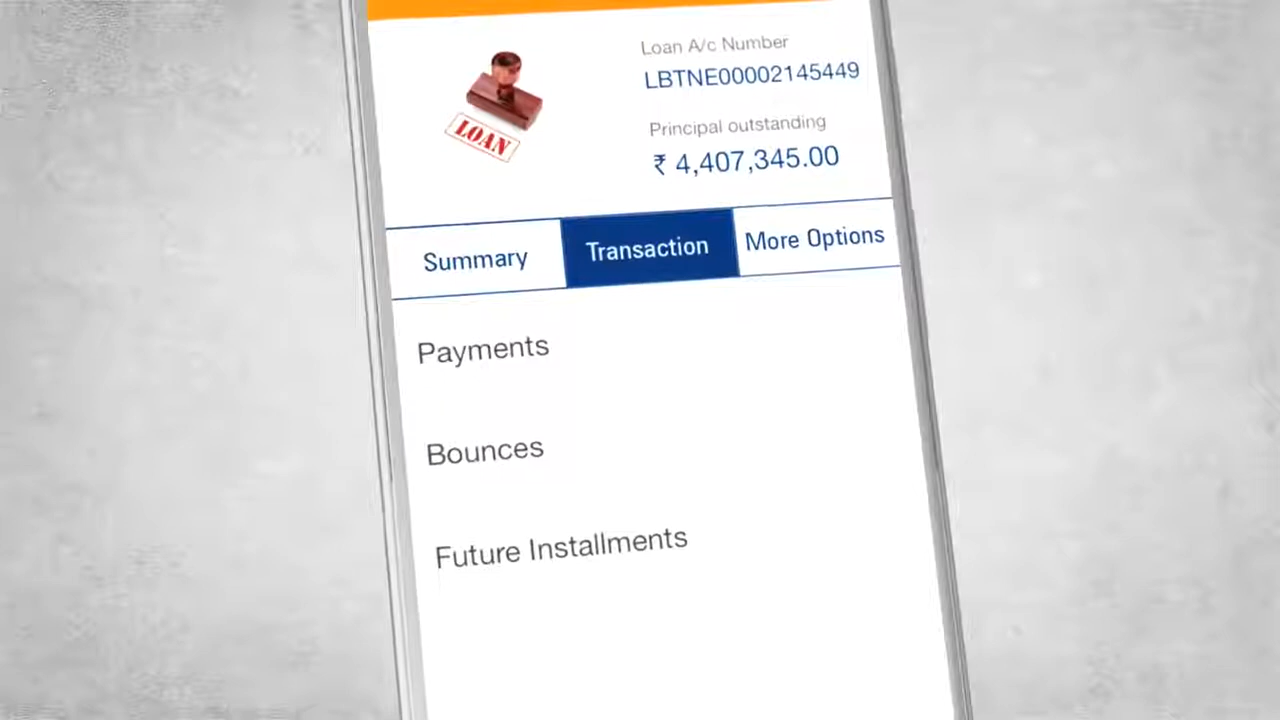 Loan A/c Number
LBTNE00002145449
LOAN
Principal outstanding
₹ 4,407,345.00
Summary
Transaction
More Options
Payments
Bounces
Future Installments